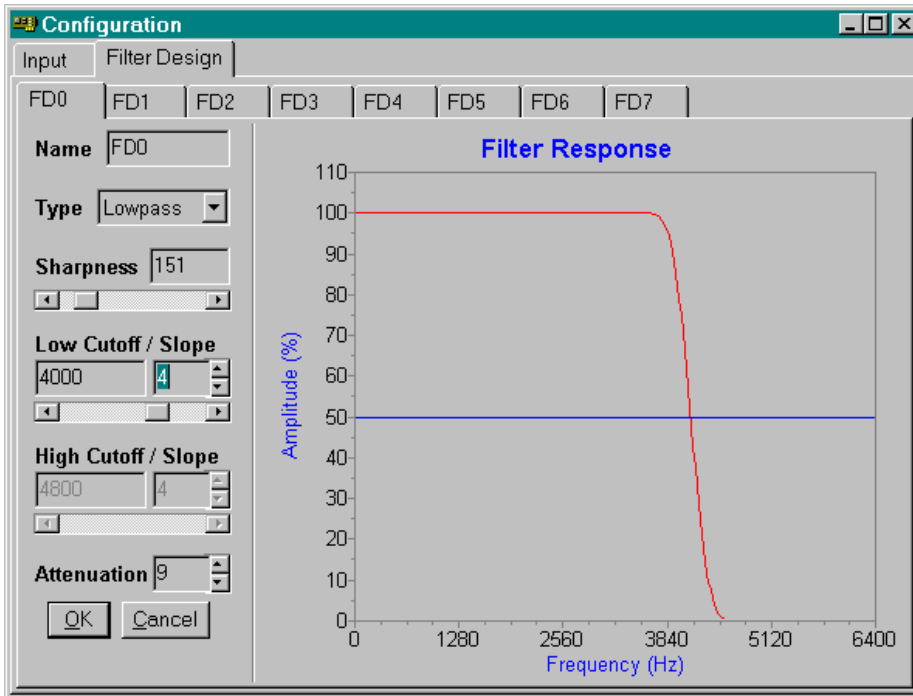 Configuration
Input Filter Design
FD0 FD1 FD2 FD3 FD4 FD5 FD6 FD7
Name FD0
Type Lowpass
Sharpness 151
Low Cutoff / Slope
4000 4
High Cutoff / Slope
4800 4
Attenuation 9
OK Cancel
Filter Response
Amplitude (%)
110
100
90
80
70
60
50
40
30
20
10
0
0 1280 2560 3840 5120 6400
Frequency (Hz)